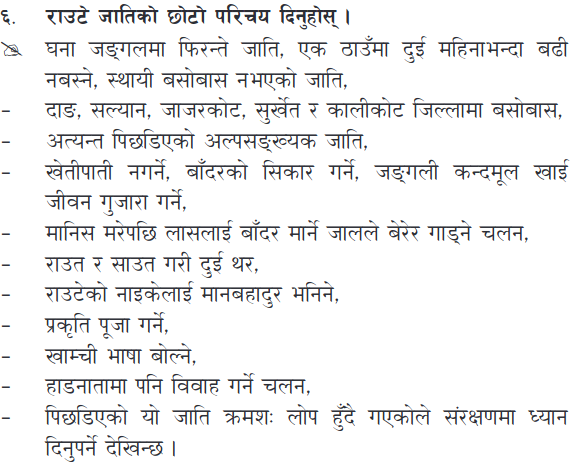 ६. राउटे जातिको छोटो परिचय दिनुहोस् ।
घना जङ्गलमा फिरन्ते जाति, एक ठाउँमा दुई महिनाभन्दा बढी
नबस्ने, स्थायी बसोबास नभएको जाति,
- दाङ, सल्यान, जाजरकोट, सुर्खेत र कालीकोट जिल्लामा बसोबास,
- अत्यन्त पिछडिएको अल्पसङ्ख्यक जाति,
- खेतीपाती नगर्ने, बाँदरको सिकार गर्ने, जङ्गली कन्दमूल खाई
जीवन गुजारा गर्ने,
- मानिस मरेपछि लासलाई बाँदर मार्ने जालले बेरेर गाड्ने चलन,
- राउत र साउत गरी दुई थर,
- राउटेको नाइकेलाई मानबहादुर भनिने,
- प्रकृति पूजा गर्ने,
- खाम्ची भाषा बोल्ने,
- हाडनातामा पनि विवाह गर्ने चलन,
- पिछडिएको यो जाति क्रमशः लोप हुँदै गएकोले संरक्षणमा ध्यान
दिनुपर्ने देखिन्छ ।